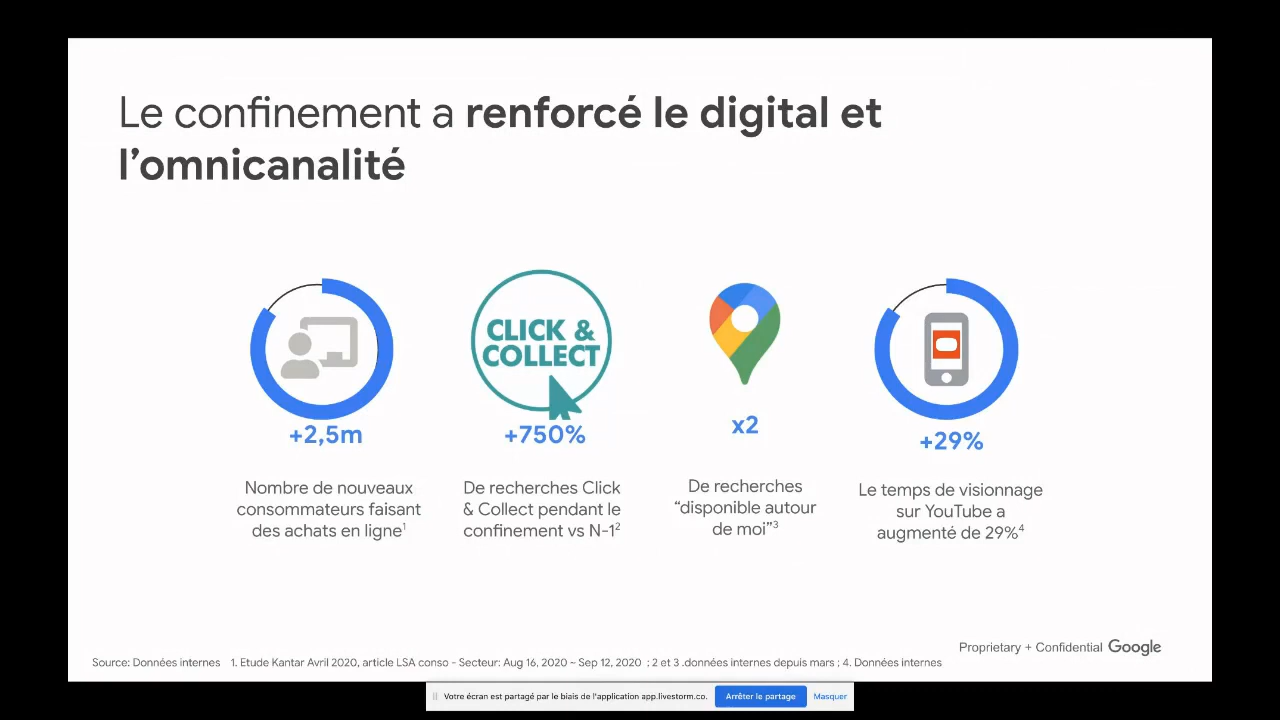 Le confinement a renforcé le digital et
l’omnicanalité
CLICK &
COLLECT
+2,5m
+750%
x2
+29%
Nombre de nouveaux
consommateurs faisant
des achats en ligne¹
De recherches Click
& Collect pendant le
confinement vs N-1²
De recherches
“disponible autour
de moi”³
Le temps de visionnage
sur YouTube a
augmenté de 29%⁴
Proprietary + Confidential Google
Source: Données internes 1. Etude Kantar Avril 2020, article LSA conso - Secteur: Aug 16, 2020 – Sep 12, 2020 ; 2 et 3 .données internes depuis mars ; 4. Données internes
Votre écran est partagé par le biais de l'application app.livestorm.co. Arrêter le partage Masquer